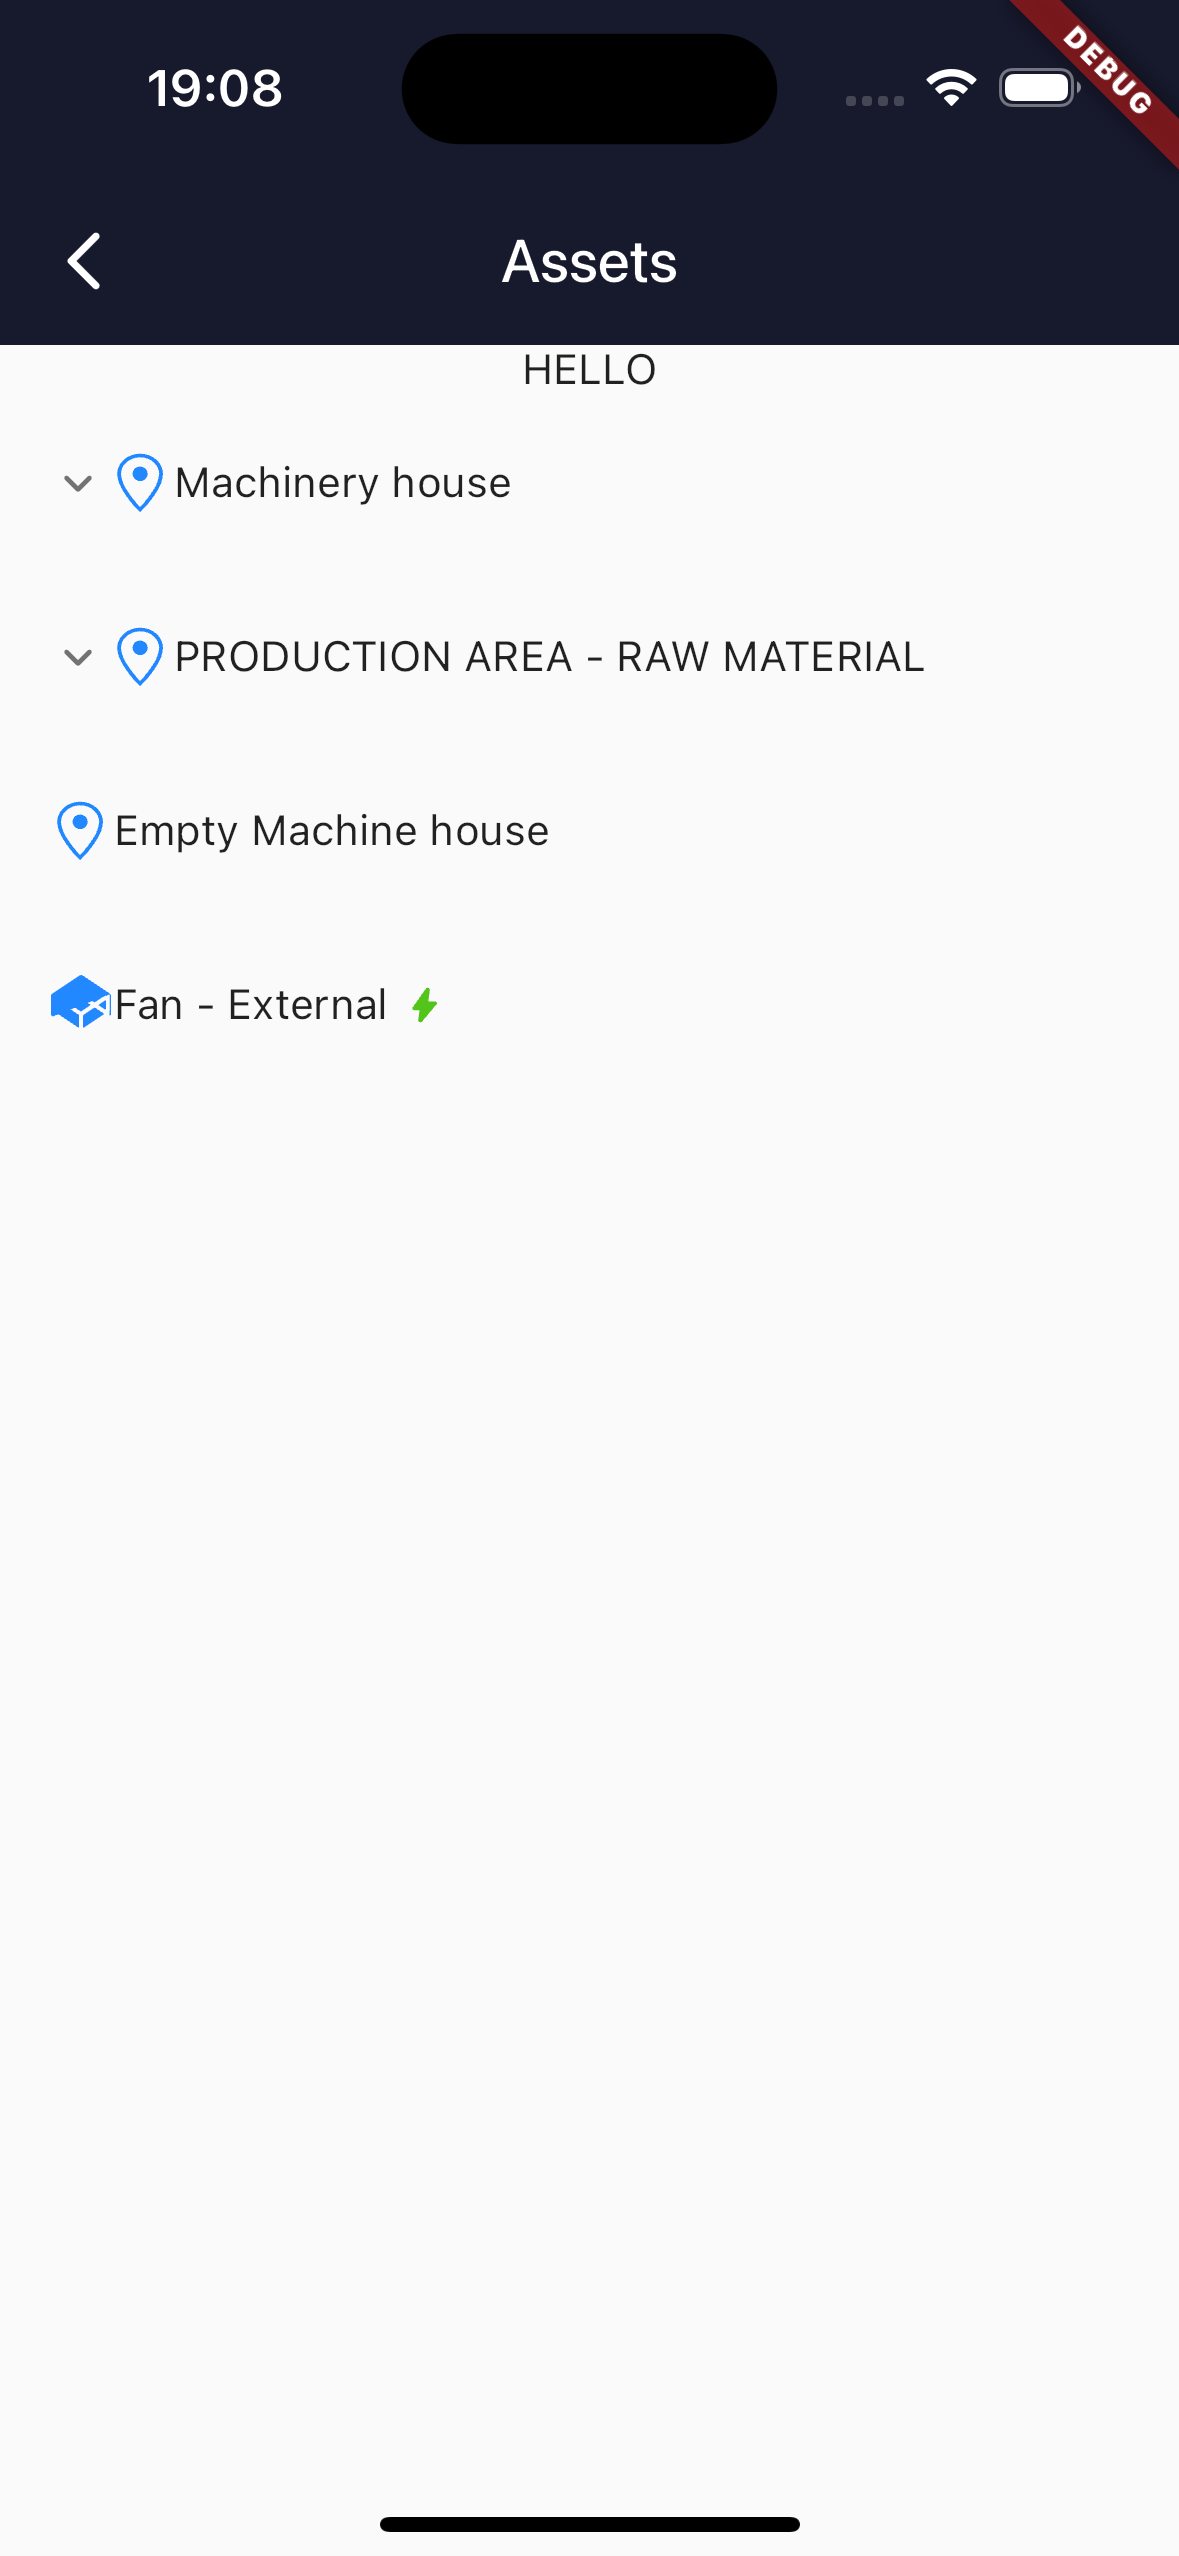 19:08
DEBUG
Assets
HELLO
Machinery house
PRODUCTION AREA - RAW MATERIAL
Empty Machine house
Fan - External